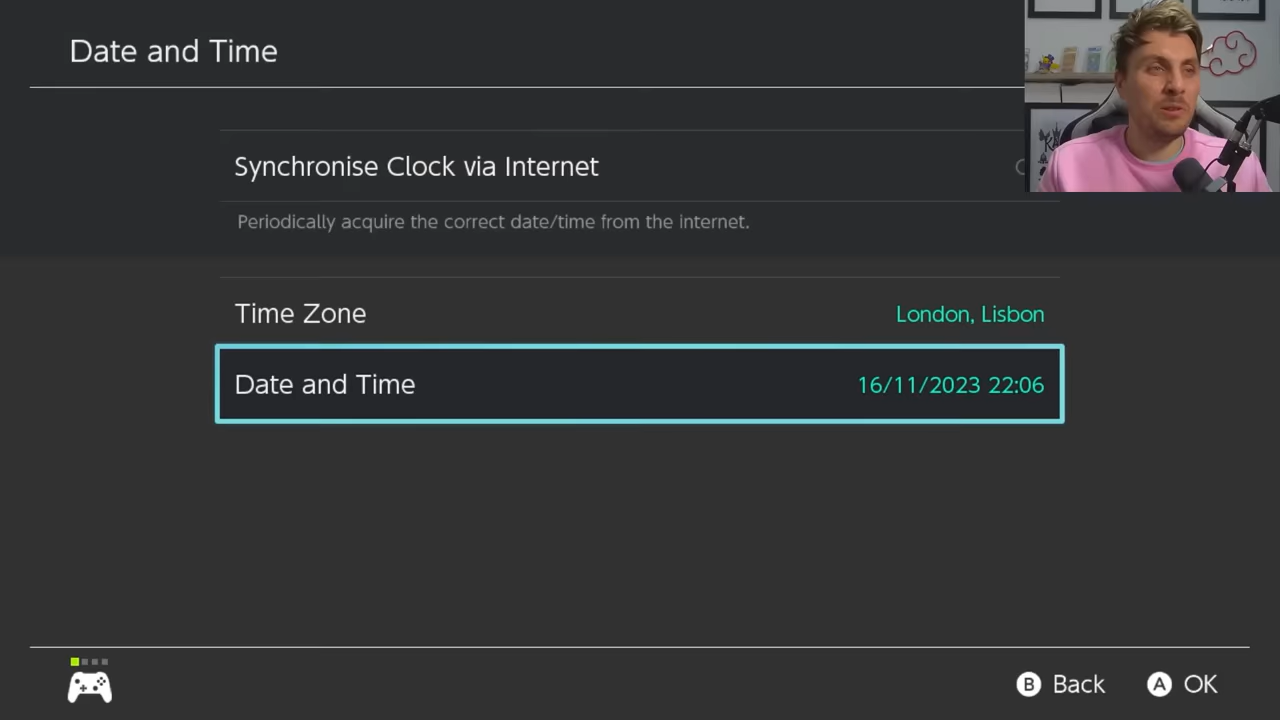 Date and Time
Synchronise Clock via Internet
Periodically acquire the correct date/time from the internet.
Time Zone London, Lisbon
Date and Time 16/11/2023 22:06
B Back A OK